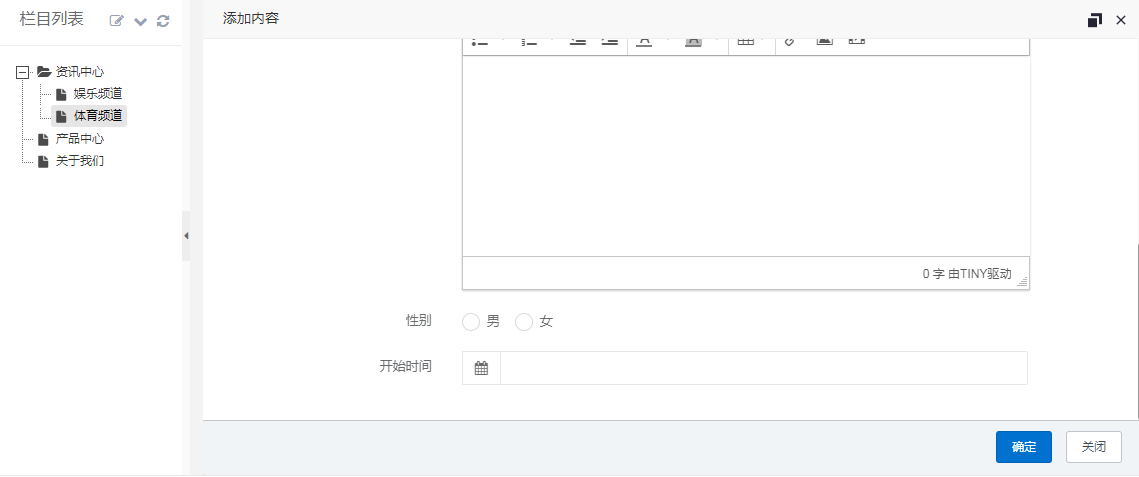 栏目列表
添加内容
资讯中心
娱乐频道
体育频道
产品中心
关于我们
0 字 由TINY驱动
性别
男
女
开始时间
确定
关闭